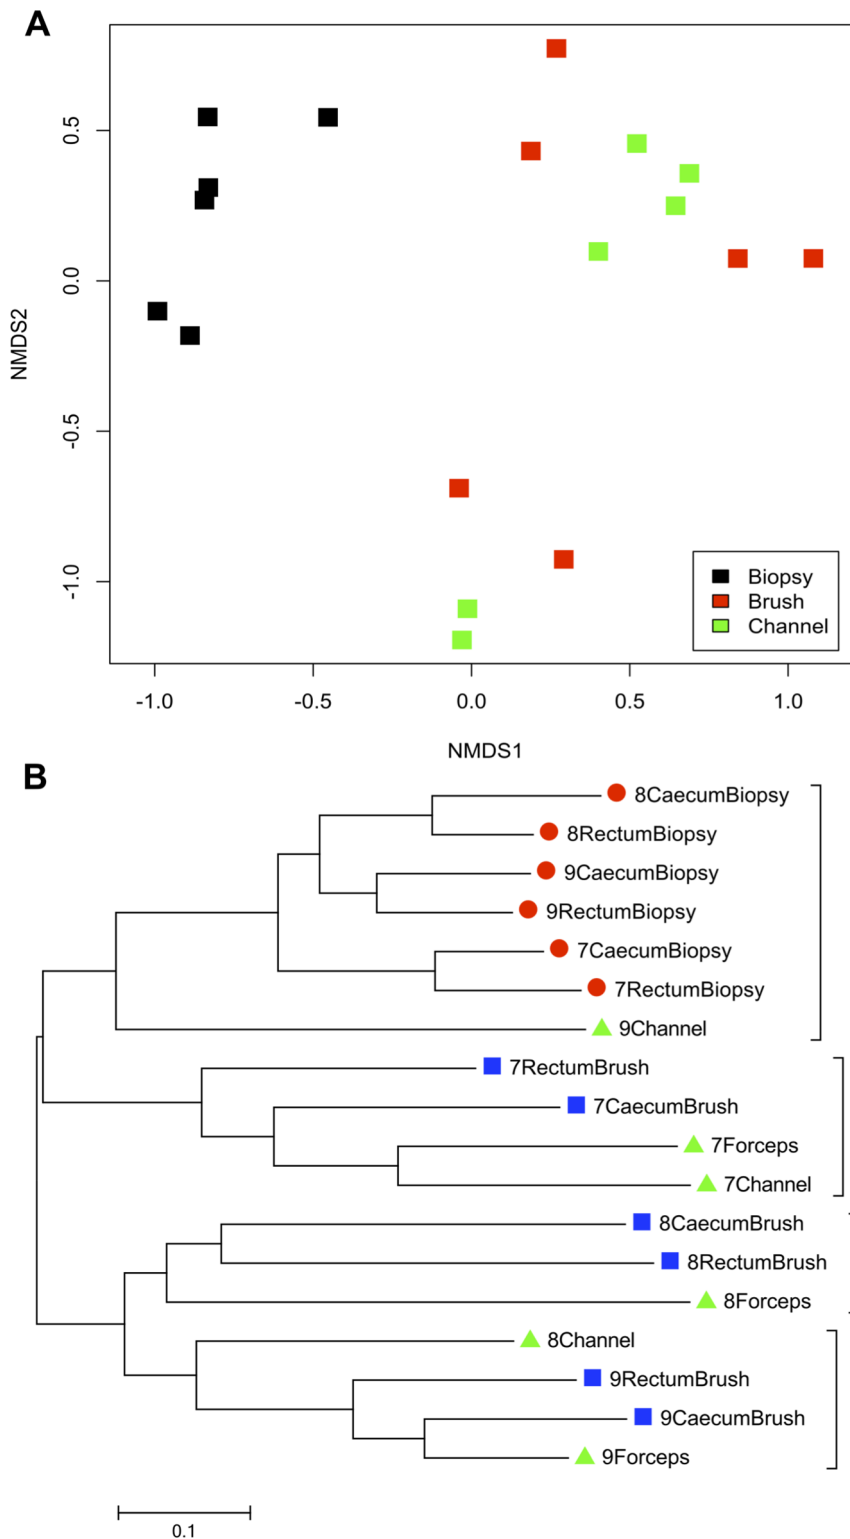 A
0.5
0.0
-0.5
-1.0
NMDS2
Biopsy
Brush
Channel
-1.0 -0.5 0.0 0.5 1.0
NMDS1
B
8CaecumBiopsy
8RectumBiopsy
9CaecumBiopsy
9RectumBiopsy
7CaecumBiopsy
7RectumBiopsy
9Channel
7RectumBrush
7CaecumBrush
7Forceps
7Channel
8CaecumBrush
8RectumBrush
8Forceps
8Channel
9RectumBrush
9CaecumBrush
9Forceps
0.1